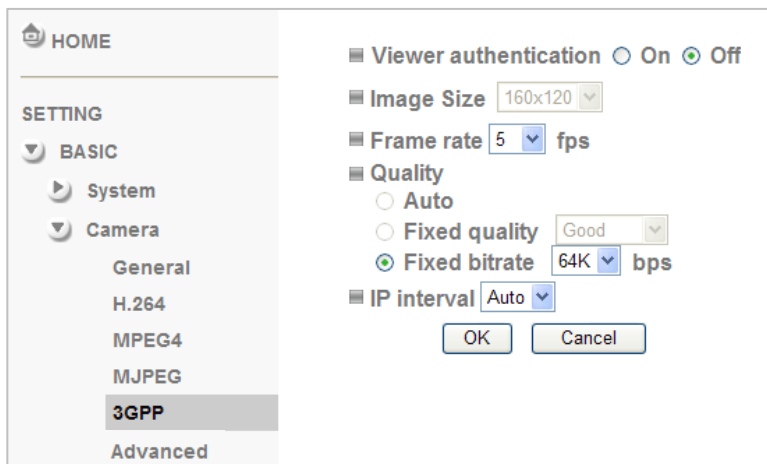 HOME
SETTING
BASIC
System
Camera
General
H.264
MPEG4
MJPEG
3GPP
Advanced
Viewer authentication On Off
Image Size 160x120
Frame rate 5 fps
Quality
Auto
Fixed quality Good
Fixed bitrate 64K bps
IP interval Auto
OK Cancel